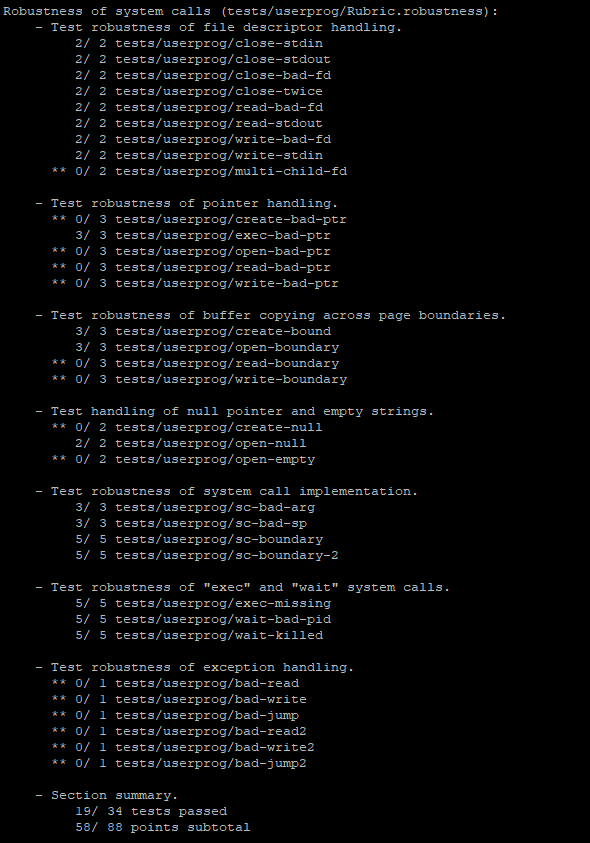 Robustness of system calls (tests/userprog/Rubric.robustness):
- Test robustness of file descriptor handling.
2/ 2 tests/userprog/close-stdin
2/ 2 tests/userprog/close-stdout
2/ 2 tests/userprog/close-bad-fd
2/ 2 tests/userprog/close-twice
2/ 2 tests/userprog/read-bad-fd
2/ 2 tests/userprog/read-stdout
2/ 2 tests/userprog/write-bad-fd
2/ 2 tests/userprog/write-stdin
** 0/ 2 tests/userprog/multi-child-fd
- Test robustness of pointer handling.
** 0/ 3 tests/userprog/create-bad-ptr
3/ 3 tests/userprog/exec-bad-ptr
** 0/ 3 tests/userprog/open-bad-ptr
** 0/ 3 tests/userprog/read-bad-ptr
** 0/ 3 tests/userprog/write-bad-ptr
- Test robustness of buffer copying across page boundaries.
3/ 3 tests/userprog/create-bound
3/ 3 tests/userprog/open-boundary
** 0/ 3 tests/userprog/read-boundary
** 0/ 3 tests/userprog/write-boundary
- Test handling of null pointer and empty strings.
** 0/ 2 tests/userprog/create-null
2/ 2 tests/userprog/open-null
** 0/ 2 tests/userprog/open-empty
- Test robustness of system call implementation.
3/ 3 tests/userprog/sc-bad-arg
3/ 3 tests/userprog/sc-bad-sp
5/ 5 tests/userprog/sc-boundary
5/ 5 tests/userprog/sc-boundary-2
- Test robustness of "exec" and "wait" system calls.
5/ 5 tests/userprog/exec-missing
5/ 5 tests/userprog/wait-bad-pid
5/ 5 tests/userprog/wait-killed
- Test robustness of exception handling.
** 0/ 1 tests/userprog/bad-read
** 0/ 1 tests/userprog/bad-write
** 0/ 1 tests/userprog/bad-jump
** 0/ 1 tests/userprog/bad-read2
** 0/ 1 tests/userprog/bad-write2
** 0/ 1 tests/userprog/bad-jump2
- Section summary.
19/ 34 tests passed
58/ 88 points subtotal